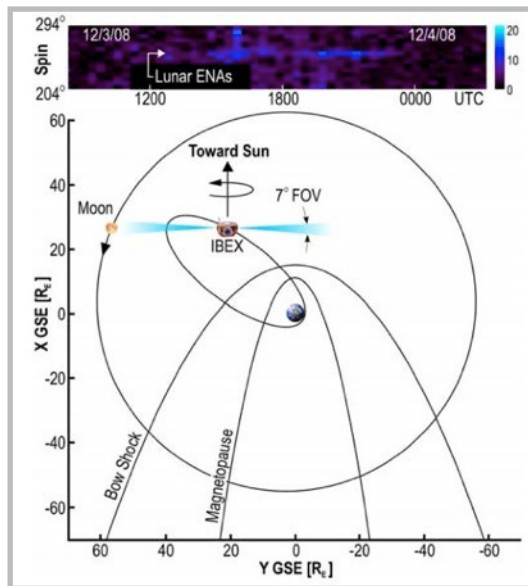 294°
12/3/08
12/4/08
20
Spin
Lunar ENAs
10
204°
0
1200
1800
0000
UTC
60
Toward Sun
40
Moon
7° FOV
20
IBEX
X GSE [RE]
0
-20
-40
Bow Shock
Magnetopause
-60
60
40
20
0
-20
-40
-60
Y GSE [RE]